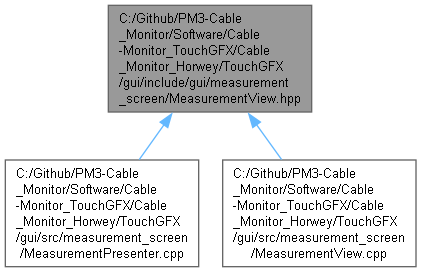 C:/Github/PM3-Cable
_Monitor/Software/Cable
-Monitor_TouchGFX/Cable
_Monitor_Horwey/TouchGFX
/gui/include/gui/measurement
_screen/MeasurementView.hpp
C:/Github/PM3-Cable
_Monitor/Software/Cable
-Monitor_TouchGFX/Cable
_Monitor_Horwey/TouchGFX
/gui/src/measurement_screen
/MeasurementPresenter.cpp
C:/Github/PM3-Cable
_Monitor/Software/Cable
-Monitor_TouchGFX/Cable
_Monitor_Horwey/TouchGFX
/gui/src/measurement_screen
/MeasurementView.cpp